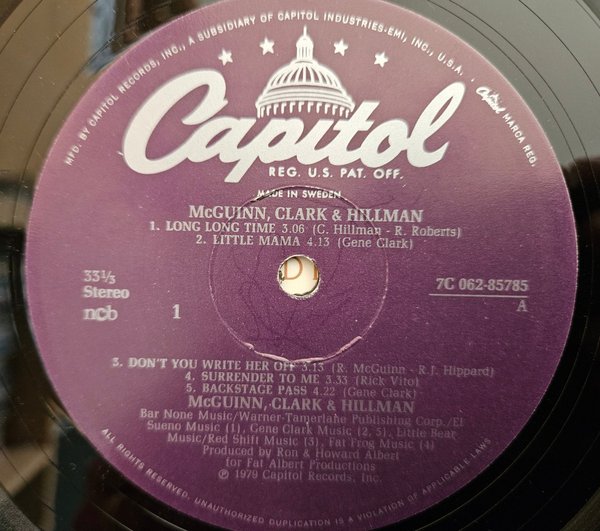 MFD. BY CAPITOL RECORDS, INC., A SUBSIDIARY OF CAPITOL INDUSTRIES-EMI, INC., U.S.A.
Capitol MARCA REG.
Capitol
REG. U.S. PAT. OFF.
MADE IN SWEDEN
McGUINN, CLARK & HILLMAN
1. LONG LONG TIME 3.06 (C. Hillman - R. Roberts)
2. LITTLE MAMA 4.13 (Gene Clark)
33⅓
Stereo
ncb
1
7C 062-85785
A
3. DON'T YOU WRITE HER OFF 3.13 (R. McGuinn - R.J. Hippard)
4. SURRENDER TO ME 3.33 (Rick Vito)
5. BACKSTAGE PASS 4.22 (Gene Clark)
McGUINN, CLARK & HILLMAN
Bar None Music/Warner-Tamerlane Publishing Corp./El
Sueno Music (1), Gene Clark Music (2, 5), Little Bear
Music/Red Shift Music (3), Fat Frog Music (4)
Produced by Ron & Howard Albert
for Fat Albert Productions
℗ 1979 Capitol Records, Inc.
ALL RIGHTS RESERVED. UNAUTHORIZED DUPLICATION IS A VIOLATION OF APPLICABLE LAWS